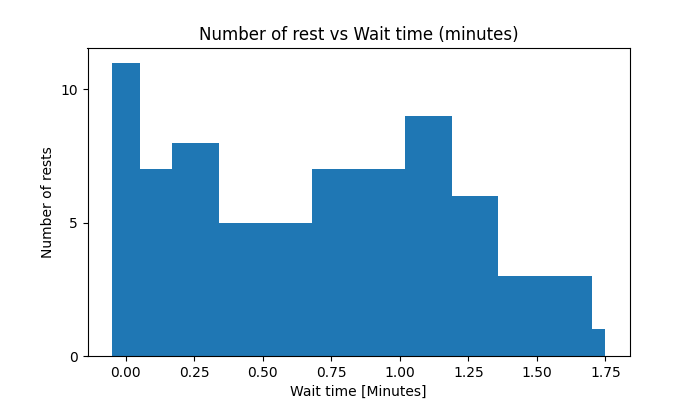 Number of rest vs Wait time (minutes)
10
5
0
Number of rests
0.00 0.25 0.50 0.75 1.00 1.25 1.50 1.75
Wait time [Minutes]